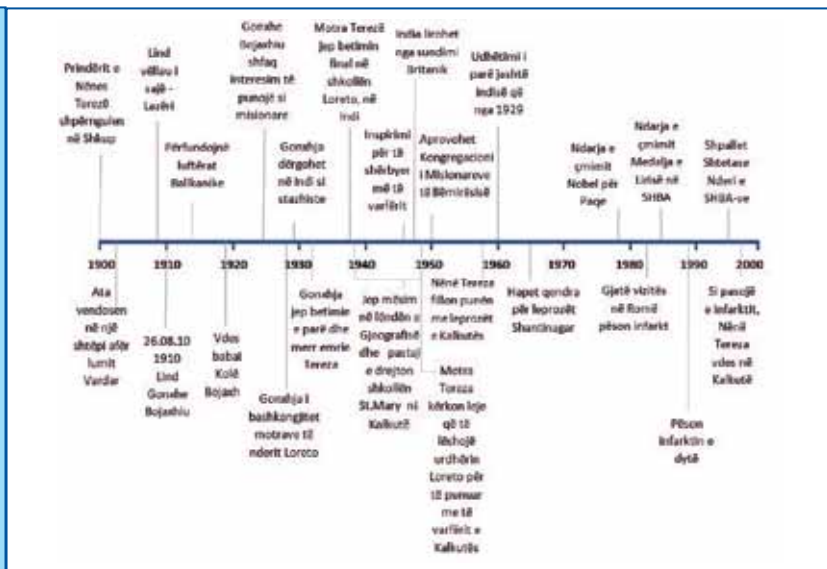 Prindërit e
Nënes
Terezë
shpërngulen
në Shkup
Lind
vëllau i
sajë -
Lazëri
Përfundojnë
luftërat
Ballkanike
Gonxhe
Bojaxhiu
shfaq
interesim të
punojë si
misionare
Gonxhja
dërgohet
në Indi si
stazhiste
Motra Terezë
jep betimin
final në
shkollën
Loreto, në
Indi
Inspirimi
për të
shërbyer
më të
varfërit
India lirohet
nga sundimi
Britanik
Aprovohet
Kongregacioni
i Misionareve
të Bëmirësisë
Udhëtimi i
parë jashtë
Indisë që
nga 1929
Ndarja e
çmimit
Nobel për
Paqe
Ndarja e
çmimit
Medalja e
Lirisë në
SHBA
Shpallet
Shtetase
Nderi e
SHBA-ve
1900 1910 1920 1930 1940 1950 1960 1970 1980 1990 2000
Ata
vendosen
në një
shtëpi afër
lumit
Vardar
26.08.10
1910
Lind
Gonxhe
Bojaxhiu
Vdes
babai
Kolë
Bojaxh
Gonxhja i
bashkangjitet
motrave të
nderit Loreto
Gonxhja
jep betimin
e parë dhe
merr emrin
Tereza
Jep mësim
në lëndën e
Gjeografisë
dhe pastaj
e drejton
shkollën
St.Mary në
Kalkutë
Nënë Tereza
fillon punën
me leprozët
e Kalkutës
Motra
Tereza
kërkon leje
që të
lëshojë
urdhërin
Loreto për
të punuar
me të
varfërit e
Kalkutës
Hapet qendra
për leprozët
Shantinagar
Gjatë vizitës
në Romë
pëson infarkt
Pëson
infarktin e
dytë
Si pasojë
e infarktit,
Nënë
Tereza
vdes në
Kalkutë